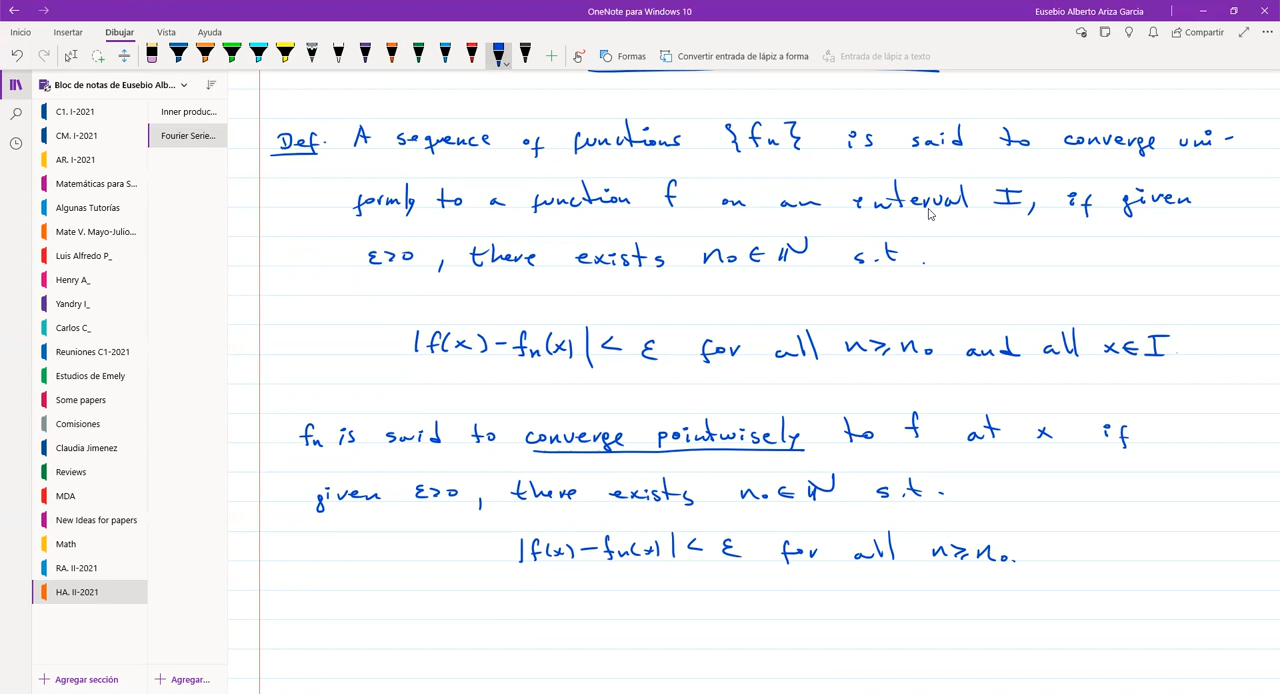 OneNote para Windows 10
Eusebio Alberto Ariza Garcia
Inicio Insertar Dibujar Vista Ayuda
Compartir
Formas Convertir entrada de lápiz a forma Entrada de lápiz a texto
Bloc de notas de Eusebio Alb...
C1. I-2021
CM. I-2021
AR. I-2021
Matemáticas para S...
Algunas Tutorías
Mate V. Mayo-Julio...
Luis Alfredo P_
Henry A_
Yandry I_
Carlos C_
Reuniones C1-2021
Estudios de Emely
Some papers
Comisiones
Claudia Jimenez
Reviews
MDA
New Ideas for papers
Math
RA. II-2021
HA. II-2021
Agregar sección
Inner produc...
Fourier Serie...
Agregar...
Def. A sequence of functions {fn} is said to converge uni-
formly to a function f on an interval I, if given
ε>0, there exists n₀ ∈ ℕ s.t.
|f(x)-fn(x)| < ε for all n≥n₀ and all x∈I.
fn is said to converge pointwisely to f at x if
given ε>0, there exists n₀ ∈ ℕ s.t.
|f(x)-fn(x)| < ε for all n≥n₀.